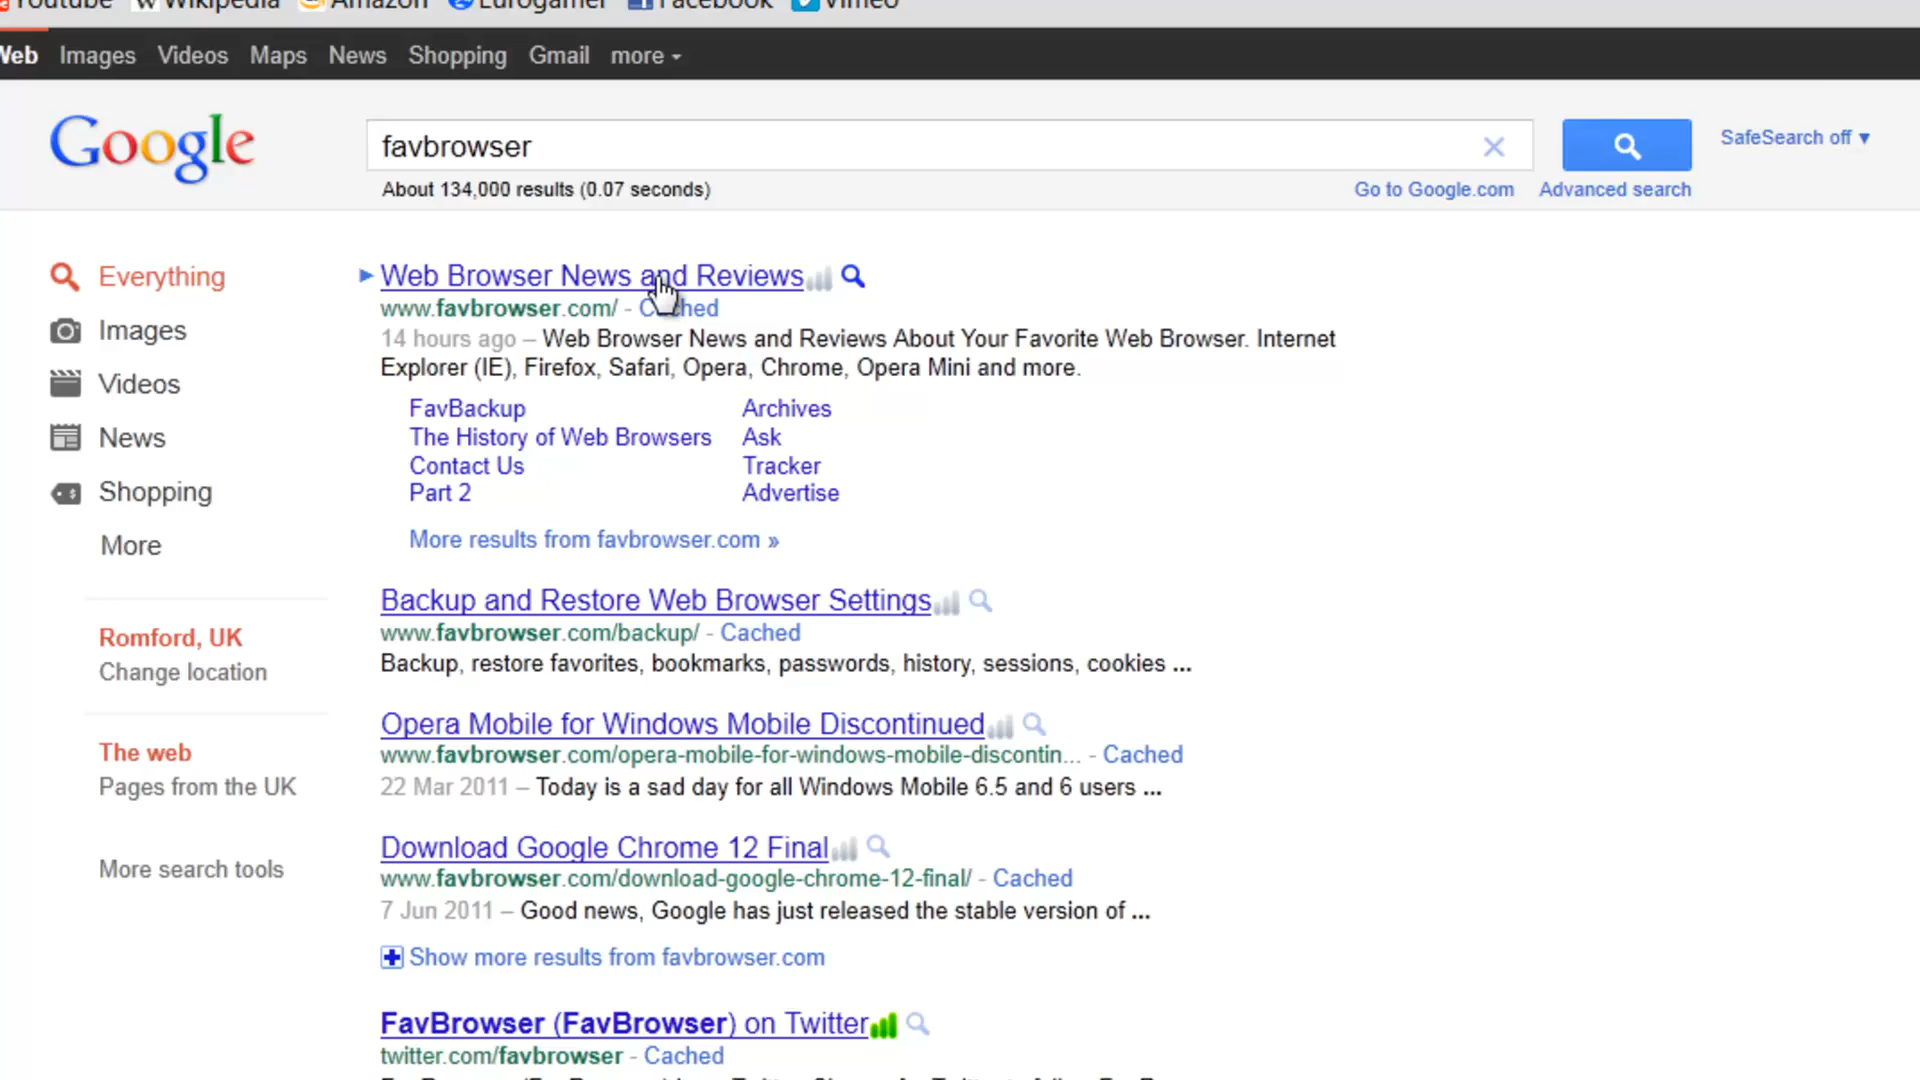 Youtube Wikipedia Amazon Eurogamer Facebook Vimeo
Web Images Videos Maps News Shopping Gmail more
Google
favbrowser
SafeSearch off ▼
About 134,000 results (0.07 seconds)
Go to Google.com Advanced search
Everything
Images
Videos
News
Shopping
More
Romford, UK
Change location
The web
Pages from the UK
More search tools
Web Browser News and Reviews
www.favbrowser.com/ - Cached
14 hours ago – Web Browser News and Reviews About Your Favorite Web Browser. Internet
Explorer (IE), Firefox, Safari, Opera, Chrome, Opera Mini and more.
FavBackup Archives
The History of Web Browsers Ask
Contact Us Tracker
Part 2 Advertise
More results from favbrowser.com »
Backup and Restore Web Browser Settings
www.favbrowser.com/backup/ - Cached
Backup, restore favorites, bookmarks, passwords, history, sessions, cookies ...
Opera Mobile for Windows Mobile Discontinued
www.favbrowser.com/opera-mobile-for-windows-mobile-discontin... - Cached
22 Mar 2011 – Today is a sad day for all Windows Mobile 6.5 and 6 users ...
Download Google Chrome 12 Final
www.favbrowser.com/download-google-chrome-12-final/ - Cached
7 Jun 2011 – Good news, Google has just released the stable version of ...
Show more results from favbrowser.com
FavBrowser (FavBrowser) on Twitter
twitter.com/favbrowser - Cached